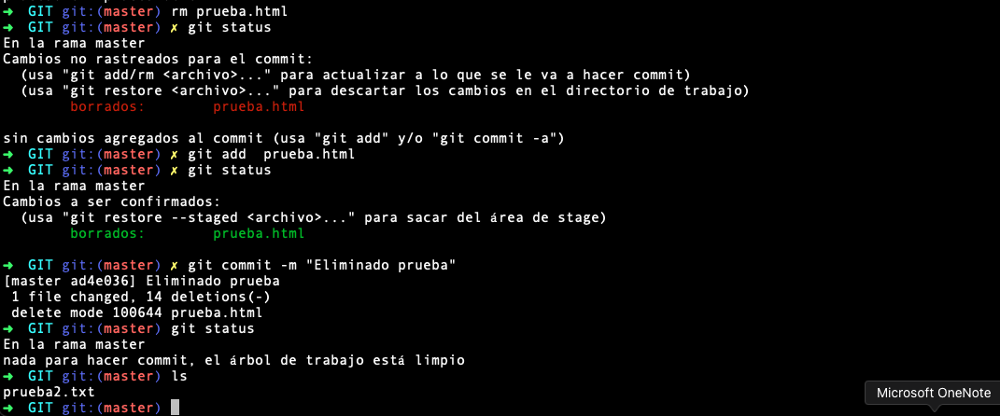 ➜  GIT git:(master) rm prueba.html
➜  GIT git:(master) ✗ git status
En la rama master
Cambios no rastreados para el commit:
  (usa "git add/rm <archivo>..." para actualizar a lo que se le va a hacer commit)
  (usa "git restore <archivo>..." para descartar los cambios en el directorio de trabajo)
        borrados:        prueba.html

sin cambios agregados al commit (usa "git add" y/o "git commit -a")
➜  GIT git:(master) ✗ git add  prueba.html
➜  GIT git:(master) ✗ git status
En la rama master
Cambios a ser confirmados:
  (usa "git restore --staged <archivo>..." para sacar del área de stage)
        borrados:        prueba.html

➜  GIT git:(master) ✗ git commit -m "Eliminado prueba"
[master ad4e036] Eliminado prueba
 1 file changed, 14 deletions(-)
 delete mode 100644 prueba.html
➜  GIT git:(master) git status
En la rama master
nada para hacer commit, el árbol de trabajo está limpio
➜  GIT git:(master) ls
prueba2.txt
➜  GIT git:(master)
Microsoft OneNote